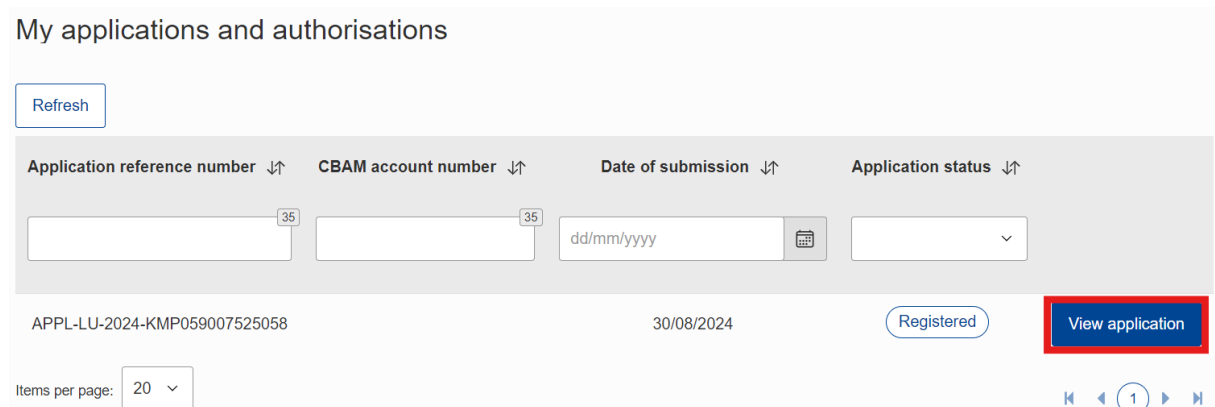 My applications and authorisations
Refresh
Application reference number CBAM account number Date of submission Application status
35 35
dd/mm/yyyy
APPL-LU-2024-KMP059007525058 30/08/2024 Registered View application
Items per page: 20 1